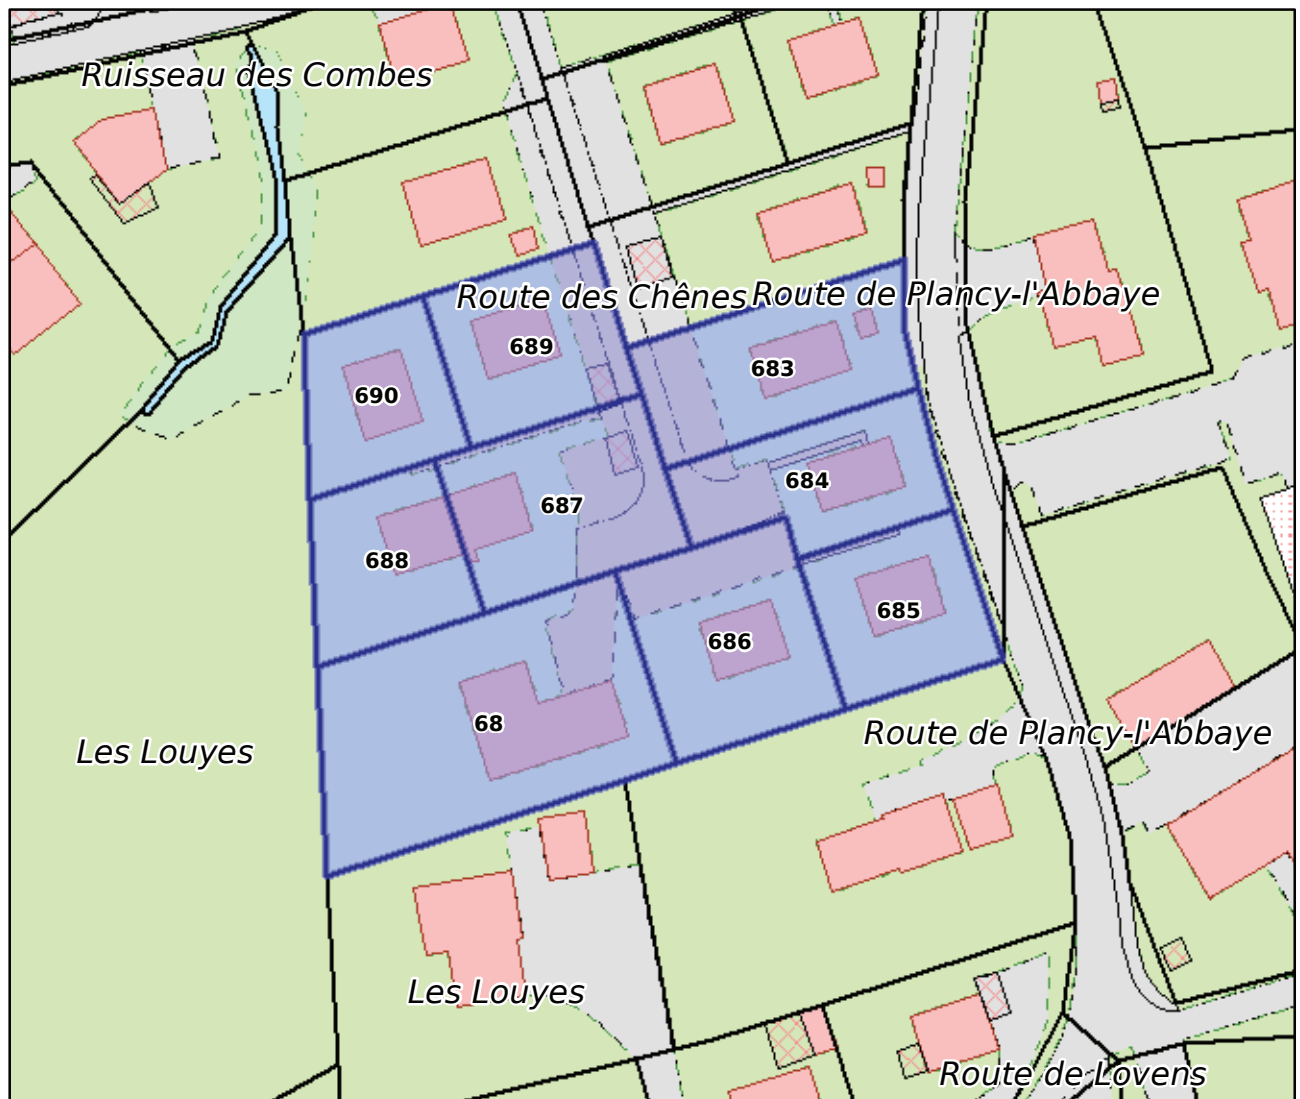 Ruisseau des Combes
Route des Chênes
Route de Plancy-l'Abbaye
689
683
690
684
687
688
685
686
68
Route de Plancy-l'Abbaye
Les Louyes
Les Louyes
Route de Lovens